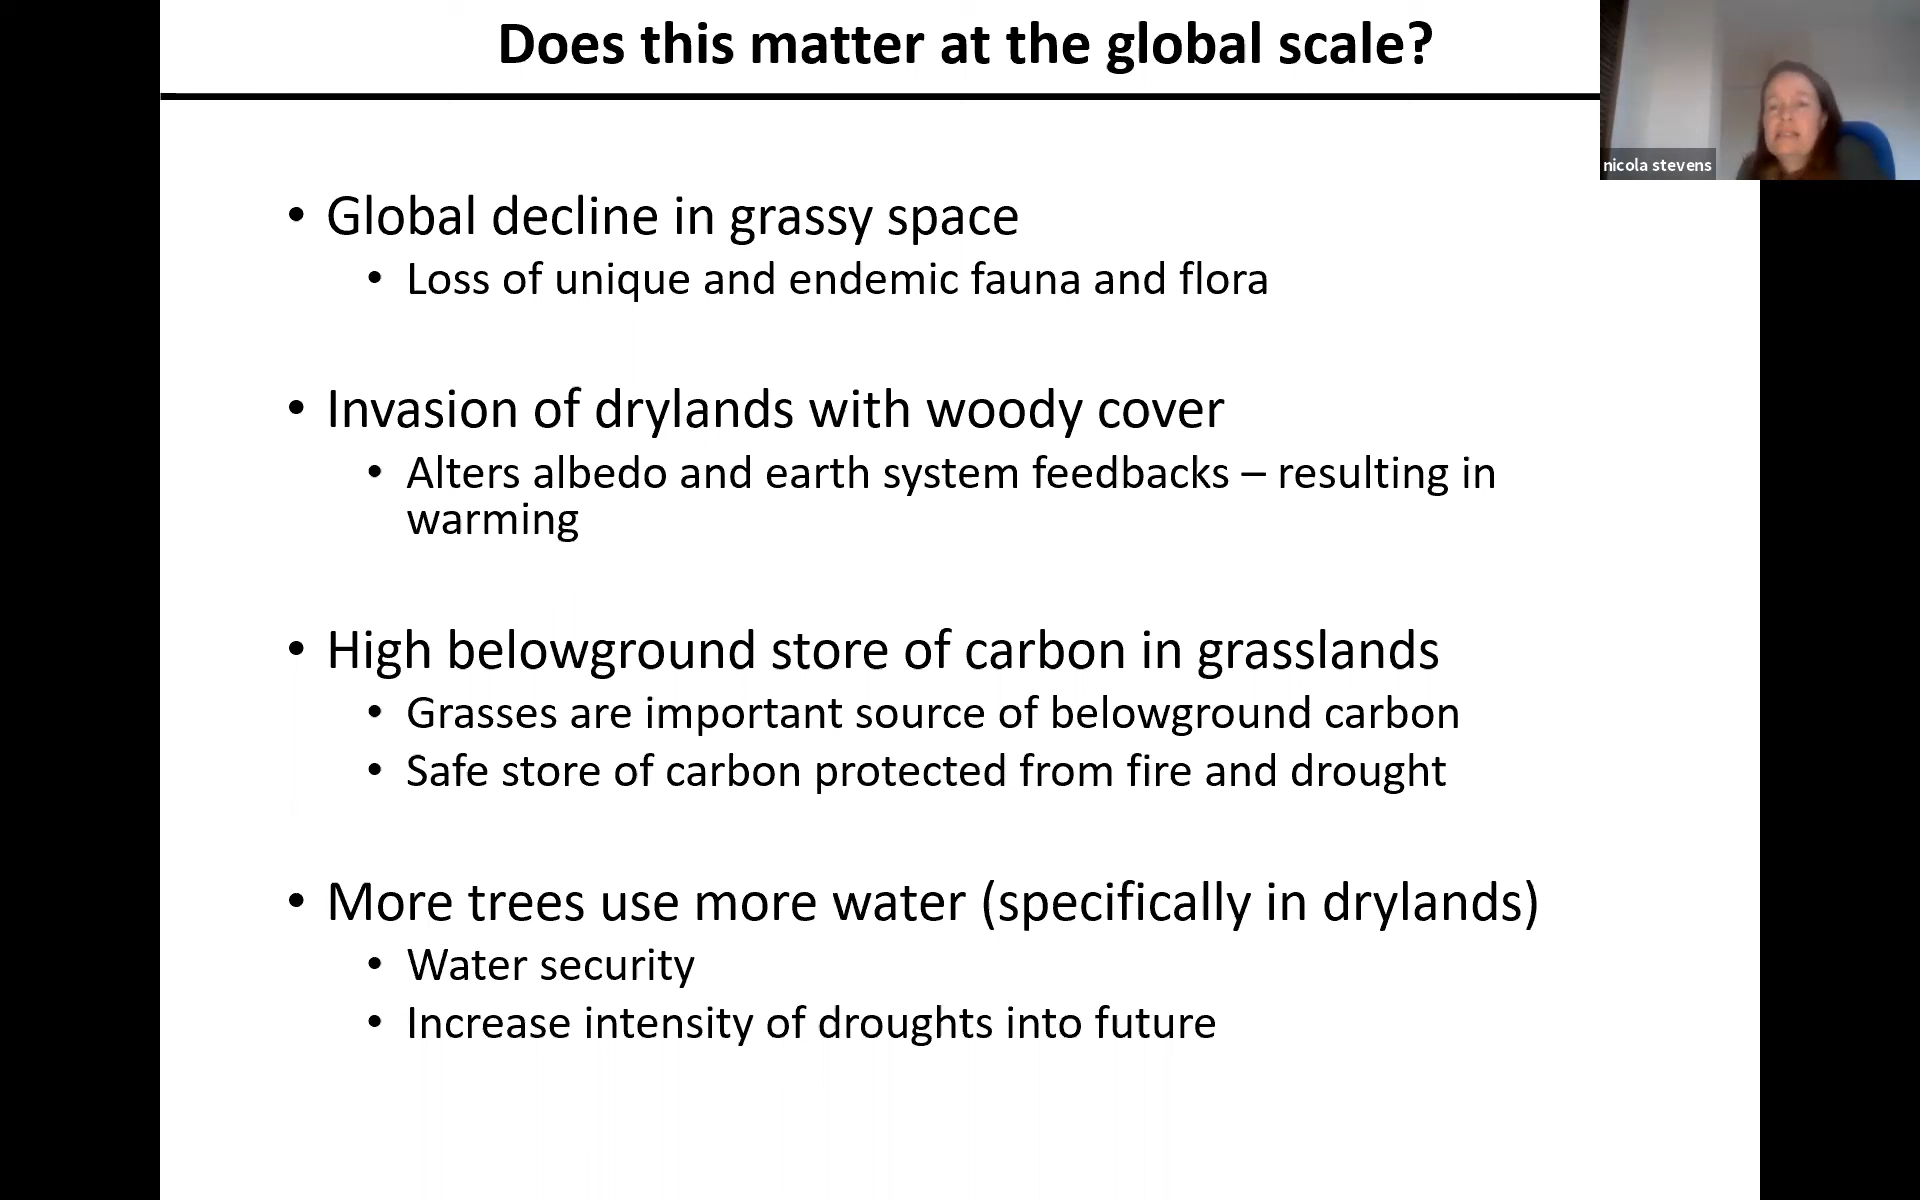 Does this matter at the global scale?
nicola stevens
• Global decline in grassy space
• Loss of unique and endemic fauna and flora
• Invasion of drylands with woody cover
• Alters albedo and earth system feedbacks – resulting in
warming
• High belowground store of carbon in grasslands
• Grasses are important source of belowground carbon
• Safe store of carbon protected from fire and drought
• More trees use more water (specifically in drylands)
• Water security
• Increase intensity of droughts into future